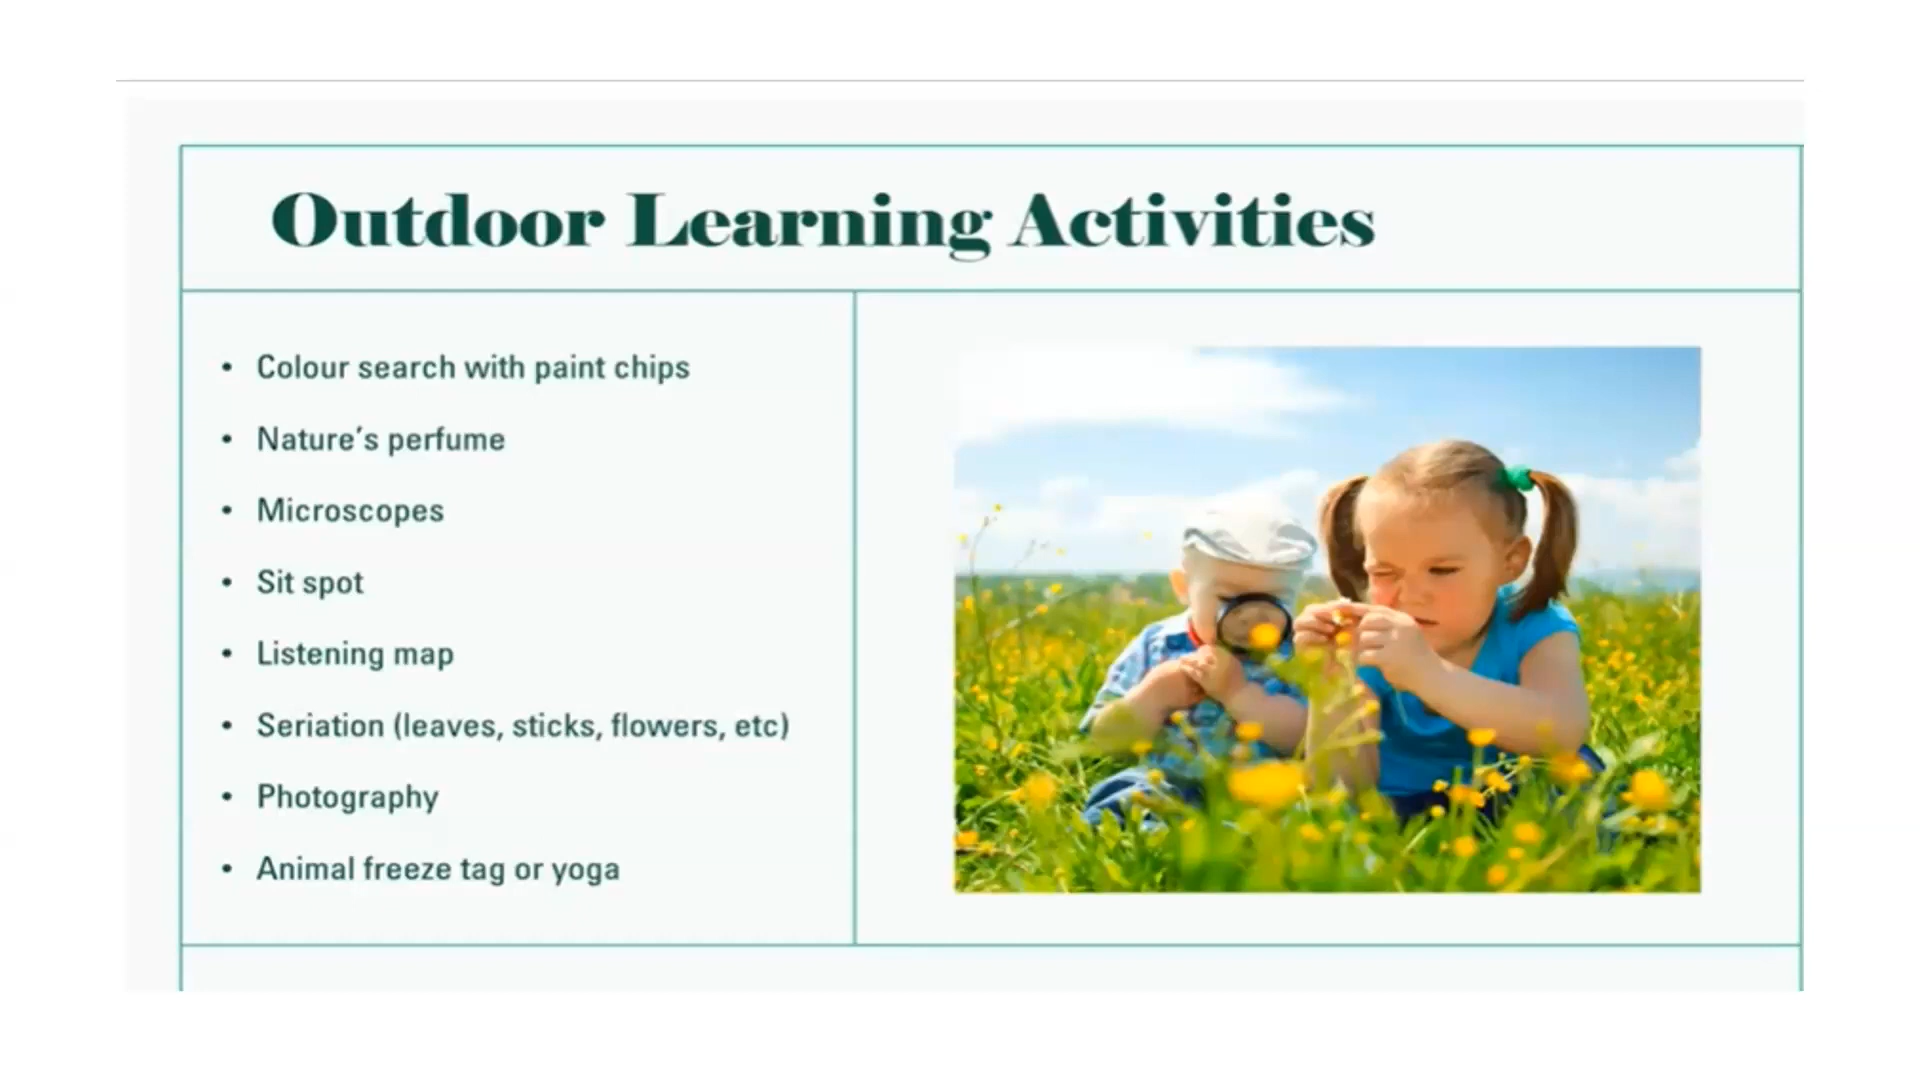 Outdoor Learning Activities
• Colour search with paint chips
• Nature’s perfume
• Microscopes
• Sit spot
• Listening map
• Seriation (leaves, sticks, flowers, etc)
• Photography
• Animal freeze tag or yoga